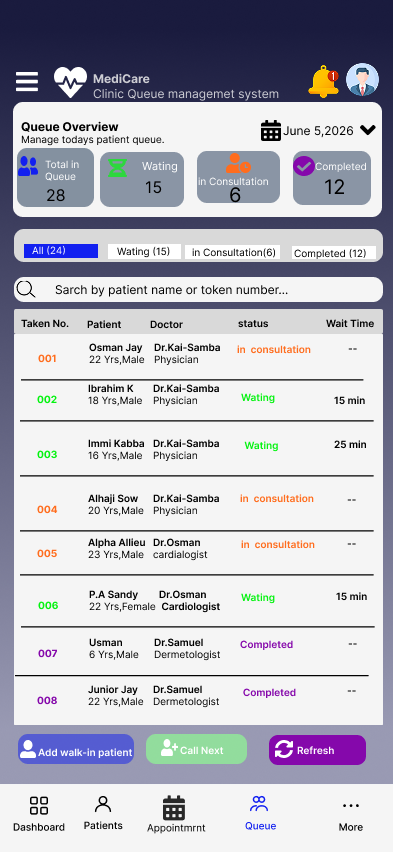 MediCare
Clinic Queue managemet system
1
Queue Overview
Manage todays patient queue.
June 5,2026
Total in
Queue
28
Wating
15
in Consultation
6
Completed
12
All (24)
Wating (15)
in Consultation(6)
Completed (12)
Sarch by patient name or token number...
Taken No. Patient Doctor status Wait Time
001 Osman Jay Dr.Kai-Samba in consultation --
22 Yrs,Male Physician
002 Ibrahim K Dr.Kai-Samba Wating 15 min
18 Yrs,Male Physician
003 Immi Kabba Dr.Kai-Samba Wating 25 min
16 Yrs,Male Physician
004 Alhaji Sow Dr.Kai-Samba in consultation --
20 Yrs,Male Physician
005 Alpha Allieu Dr.Osman in consultation --
23 Yrs,Male cardialogist
006 P.A Sandy Dr.Osman Wating 15 min
22 Yrs,Female Cardiologist
007 Usman Dr.Samuel Completed --
6 Yrs,Male Dermetologist
008 Junior Jay Dr.Samuel Completed --
22 Yrs,Male Dermetologist
Add walk-in patient
Call Next
Refresh
Dashboard Patients Appointmrnt Queue More